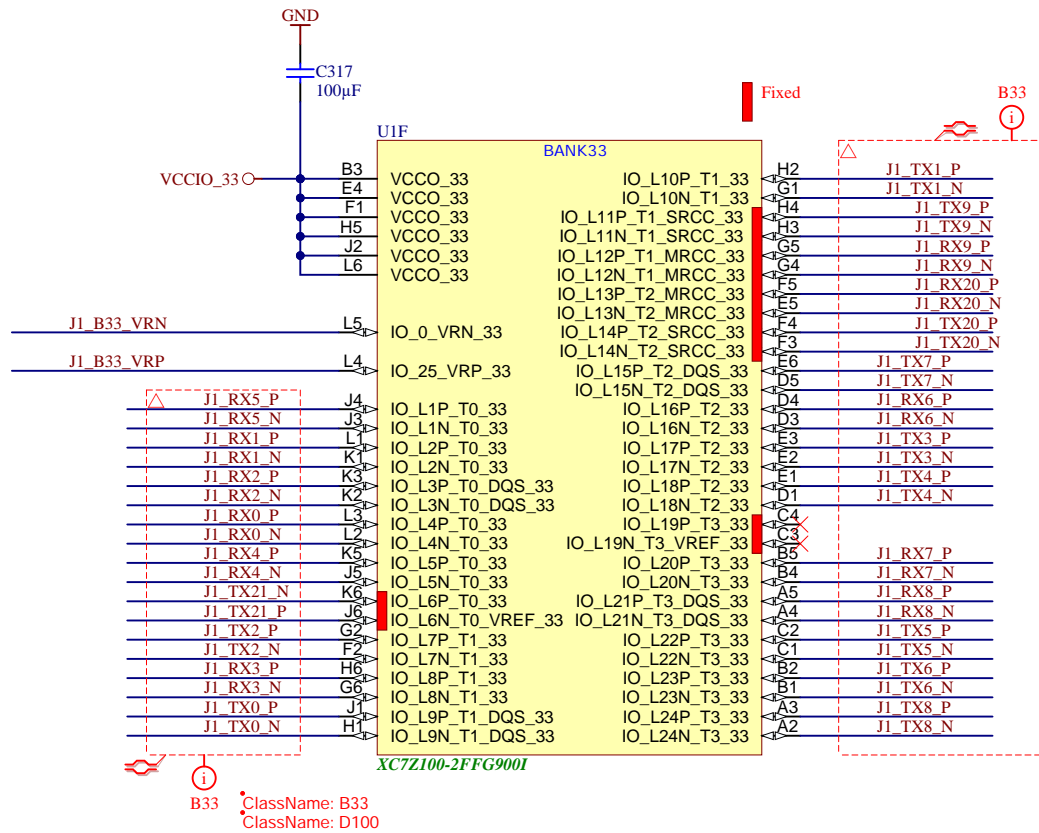 GND
C317
100µF
Fixed
B33
i
U1F
BANK33
VCCIO_33
B3 VCCO_33 IO_L10P_T1_33 H2 J1_TX1_P
E4 VCCO_33 IO_L10N_T1_33 G1 J1_TX1_N
F1 VCCO_33 IO_L11P_T1_SRCC_33 H4 J1_TX9_P
H5 VCCO_33 IO_L11N_T1_SRCC_33 H3 J1_TX9_N
J2 VCCO_33 IO_L12P_T1_MRCC_33 G5 J1_RX9_P
L6 VCCO_33 IO_L12N_T1_MRCC_33 G4 J1_RX9_N
IO_L13P_T2_MRCC_33 F5 J1_RX20_P
IO_L13N_T2_MRCC_33 E5 J1_RX20_N
J1_B33_VRN L5 IO_0_VRN_33 IO_L14P_T2_SRCC_33 F4 J1_TX20_P
IO_L14N_T2_SRCC_33 F3 J1_TX20_N
J1_B33_VRP L4 IO_25_VRP_33 IO_L15P_T2_DQS_33 E6 J1_TX7_P
IO_L15N_T2_DQS_33 D5 J1_TX7_N
J1_RX5_P J4 IO_L1P_T0_33 IO_L16P_T2_33 D4 J1_RX6_P
J1_RX5_N J3 IO_L1N_T0_33 IO_L16N_T2_33 D3 J1_RX6_N
J1_RX1_P L1 IO_L2P_T0_33 IO_L17P_T2_33 E3 J1_TX3_P
J1_RX1_N K1 IO_L2N_T0_33 IO_L17N_T2_33 E2 J1_TX3_N
J1_RX2_P K3 IO_L3P_T0_DQS_33 IO_L18P_T2_33 E1 J1_TX4_P
J1_RX2_N K2 IO_L3N_T0_DQS_33 IO_L18N_T2_33 D1 J1_TX4_N
J1_RX0_P L3 IO_L4P_T0_33 IO_L19P_T3_33 C4
J1_RX0_N L2 IO_L4N_T0_33 IO_L19N_T3_VREF_33 C3
J1_RX4_P K5 IO_L5P_T0_33 IO_L20P_T3_33 B5 J1_RX7_P
J1_RX4_N J5 IO_L5N_T0_33 IO_L20N_T3_33 B4 J1_RX7_N
J1_TX21_N K6 IO_L6P_T0_33 IO_L21P_T3_DQS_33 A5 J1_RX8_P
J1_TX21_P J6 IO_L6N_T0_VREF_33 IO_L21N_T3_DQS_33 A4 J1_RX8_N
J1_TX2_P G2 IO_L7P_T1_33 IO_L22P_T3_33 C2 J1_TX5_P
J1_TX2_N F2 IO_L7N_T1_33 IO_L22N_T3_33 C1 J1_TX5_N
J1_RX3_P H6 IO_L8P_T1_33 IO_L23P_T3_33 B2 J1_TX6_P
J1_RX3_N G6 IO_L8N_T1_33 IO_L23N_T3_33 B1 J1_TX6_N
J1_TX0_P J1 IO_L9P_T1_DQS_33 IO_L24P_T3_33 A3 J1_TX8_P
J1_TX0_N H1 IO_L9N_T1_DQS_33 IO_L24N_T3_33 A2 J1_TX8_N
XC7Z100-2FFG900I
i
B33
ClassName: B33
ClassName: D100